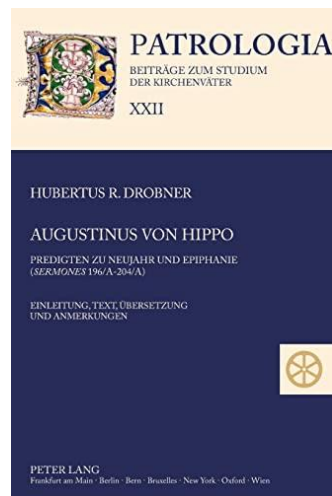 PATROLOGIA
BEITRÄGE ZUM STUDIUM
DER KIRCHENVÄTER
XXII
HUBERTUS R. DROBNER
AUGUSTINUS VON HIPPO
PREDIGTEN ZU NEUJAHR UND EPIPHANIE
(SERMONES 196/A-204/A)
EINLEITUNG, TEXT, ÜBERSETZUNG
UND ANMERKUNGEN
PETER LANG
Frankfurt am Main · Berlin · Bern · Bruxelles · New York · Oxford · Wien